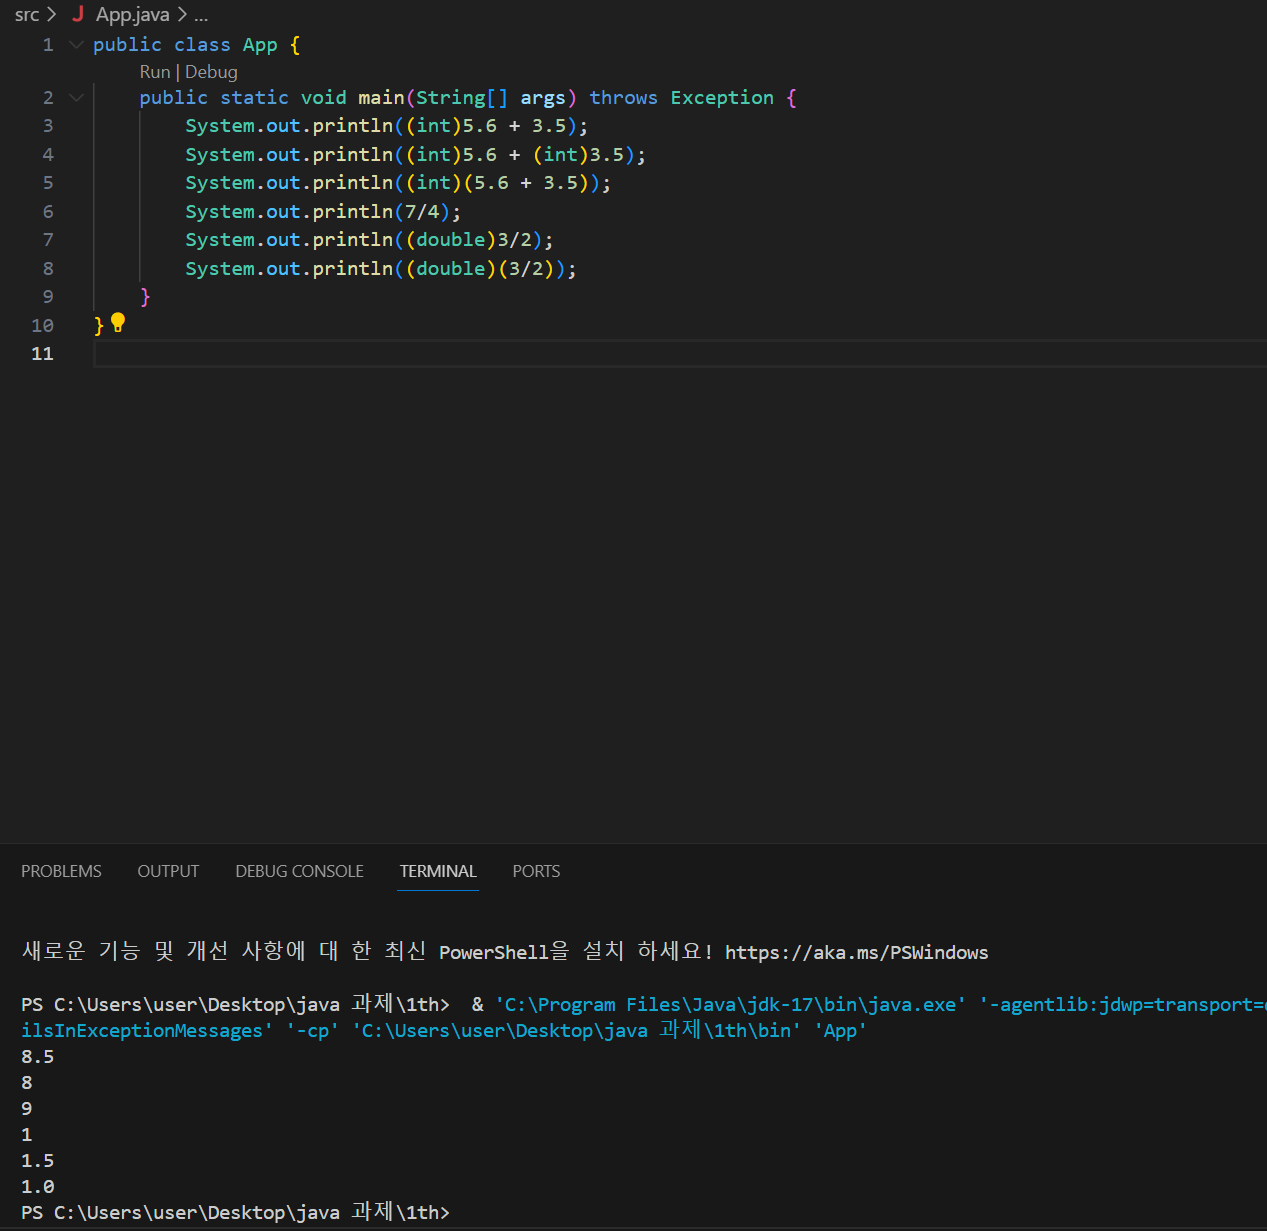 src > J App.java > ...
1 public class App {
Run | Debug
2 public static void main(String[] args) throws Exception {
3 System.out.println((int)5.6 + 3.5);
4 System.out.println((int)5.6 + (int)3.5);
5 System.out.println((int)(5.6 + 3.5));
6 System.out.println(7/4);
7 System.out.println((double)3/2);
8 System.out.println((double)(3/2));
9 }
10 }
11
PROBLEMS OUTPUT DEBUG CONSOLE TERMINAL PORTS
새로운 기능 및 개선 사항에 대 한 최신 PowerShell을 설치 하세요! https://aka.ms/PSWindows
PS C:\Users\user\Desktop\java 과제\1th> & 'C:\Program Files\Java\jdk-17\bin\java.exe' '-agentlib:jdwp=transport=
ilsInExceptionMessages' '-cp' 'C:\Users\user\Desktop\java 과제\1th\bin' 'App'
8.5
8
9
1
1.5
1.0
PS C:\Users\user\Desktop\java 과제\1th>